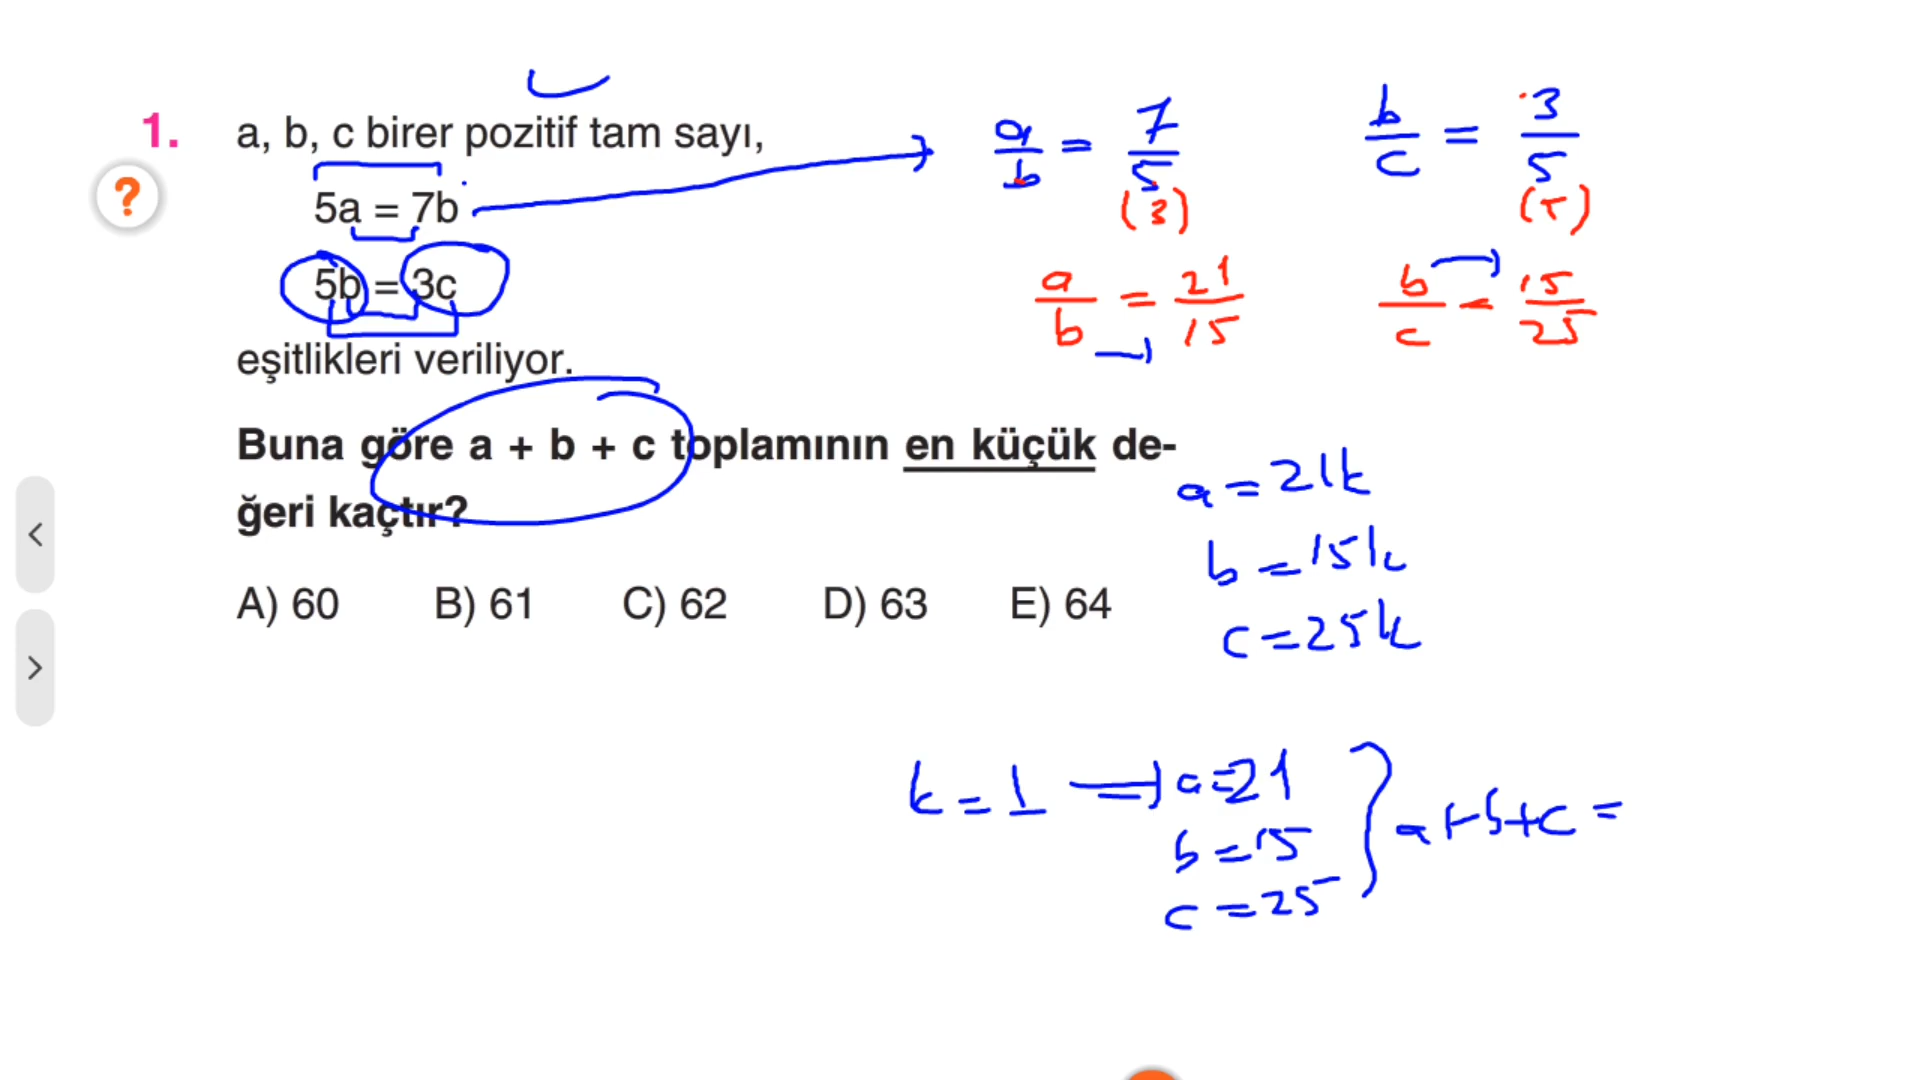 1. a, b, c birer pozitif tam sayı,
?
5a = 7b
5b = 3c
eşitlikleri veriliyor.
Buna göre a + b + c toplamının en küçük de-
ğeri kaçtır?
A) 60 B) 61 C) 62 D) 63 E) 64
a/b = 7/5 (3)
b/c = 3/5 (5)
a/b = 21/15
b/c = 15/25
a = 21k
b = 15k
c = 25k
k = 1 ⇒ a = 21
b = 15
c = 25
a + b + c =